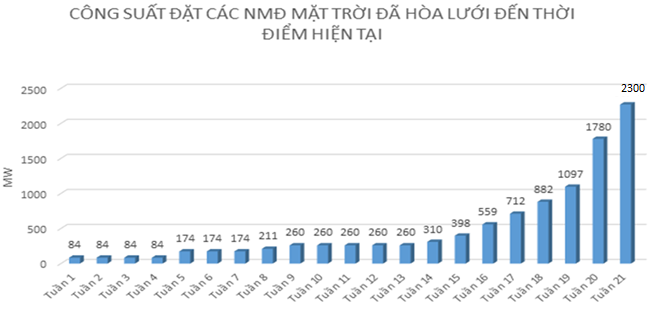 CÔNG SUẤT ĐẶT CÁC NMĐ MẶT TRỜI ĐÃ HÒA LƯỚI ĐẾN THỜI
ĐIỂM HIỆN TẠI
2500
2000
1500
1000
500
0
MW
84
84
84
84
174
174
174
211
260
260
260
260
260
310
398
559
712
882
1097
1780
2300
Tuần 1
Tuần 2
Tuần 3
Tuần 4
Tuần 5
Tuần 6
Tuần 7
Tuần 8
Tuần 9
Tuần 10
Tuần 11
Tuần 12
Tuần 13
Tuần 14
Tuần 15
Tuần 16
Tuần 17
Tuần 18
Tuần 19
Tuần 20
Tuần 21